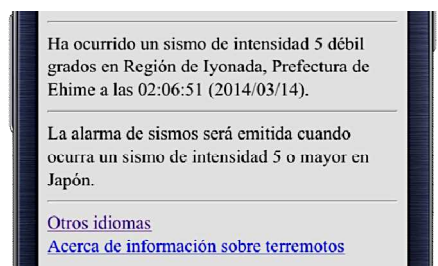 Ha ocurrido un sismo de intensidad 5 débil
grados en Región de Iyonada, Prefectura de
Ehime a las 02:06:51 (2014/03/14).
La alarma de sismos será emitida cuando
ocurra un sismo de intensidad 5 o mayor en
Japón.
Otros idiomas
Acerca de información sobre terremotos